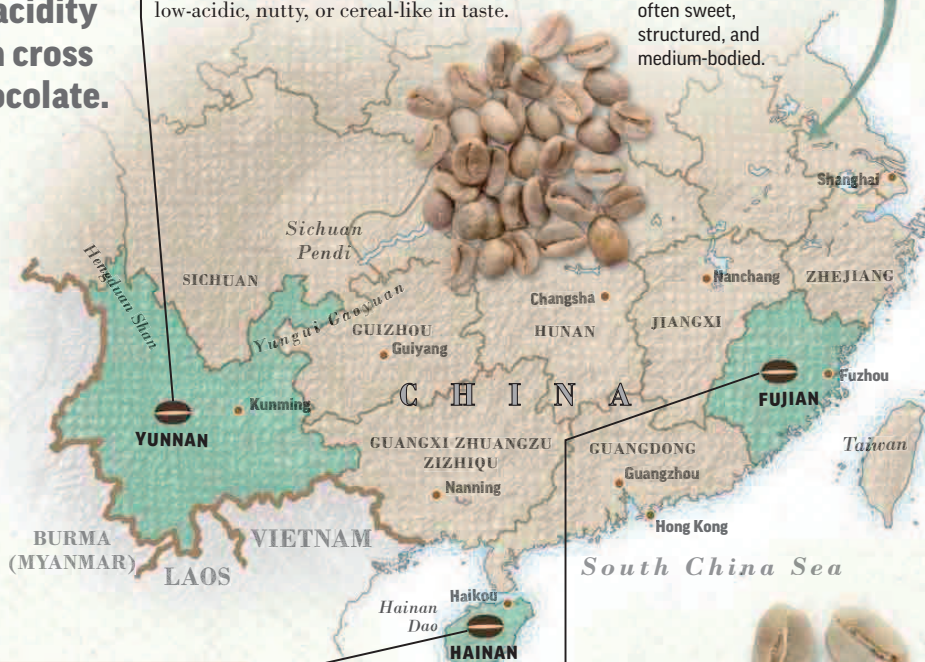 acidity
cross
ocolate.
low-acidic, nutty, or cereal-like in taste.
often sweet,
structured, and
medium-bodied.
Shanghai
Sichuan
Pendi
Hengduan Shan
SICHUAN
Nanchang
ZHEJIANG
Yungui Gaoyuan
Changsha
GUIZHOU
HUNAN
JIANGXI
Guiyang
Fuzhou
CHINA
FUJIAN
Kunming
YUNNAN
GUANGXI ZHUANGZU
ZIZHIQU
GUANGDONG
Taiwan
Guangzhou
Nanning
Hong Kong
BURMA
(MYANMAR)
VIETNAM
LAOS
South China Sea
Haikou
Hainan
Dao
HAINAN